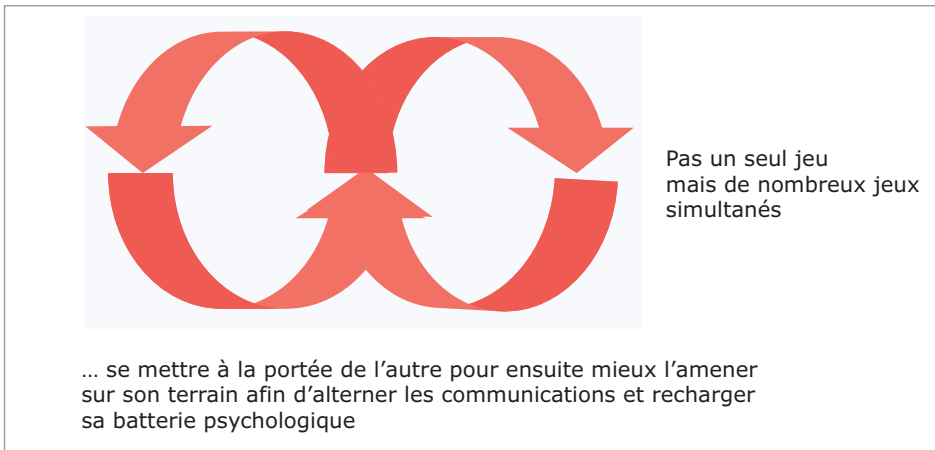 Pas un seul jeu
mais de nombreux jeux
simultanés
… se mettre à la portée de l’autre pour ensuite mieux l’amener
sur son terrain afin d’alterner les communications et recharger
sa batterie psychologique